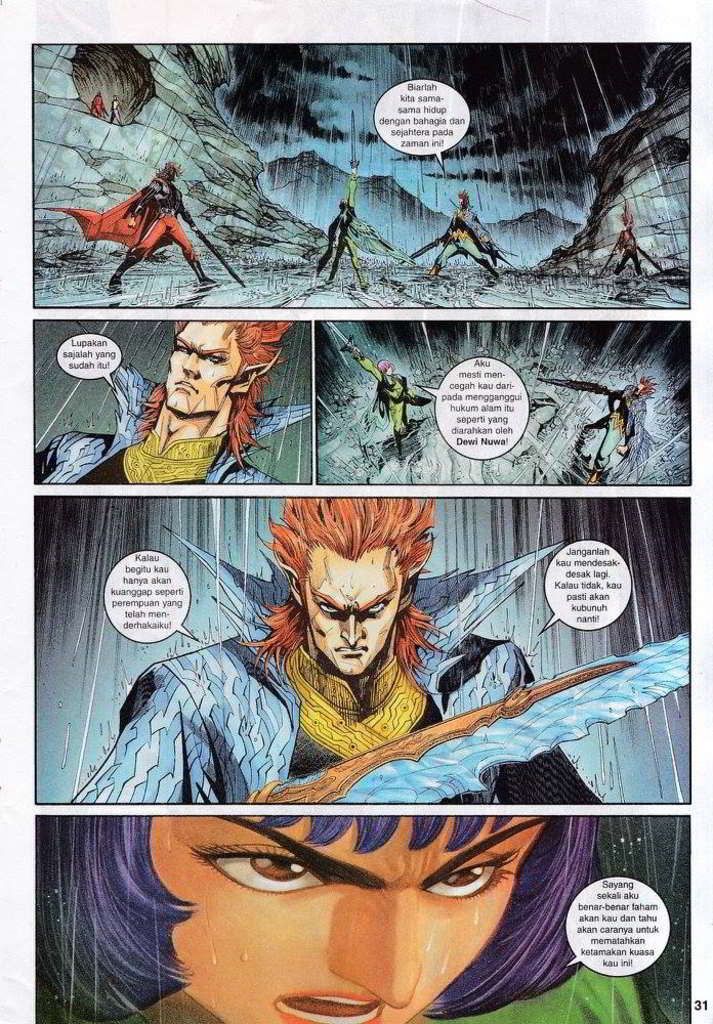 Biarlah
kita sama-
sama hidup
dengan bahagia dan
sejahtera pada
zaman ini!
Lupakan
sajalah yang
sudah itu!
Aku
mesti men-
cegah kau dari-
pada mengganggui
hukum alam itu
seperti yang
diarahkan oleh
Dewi Nuwa!
Kalau
begitu kau
hanya akan
kuanggap seperti
perempuan yang
telah men-
derhakaiku!
Janganlah
kau mendesak-
desak lagi.
Kalau tidak, kau
pasti akan
kubunuh
nanti!
Sayang
sekali aku
benar-benar faham
akan kau dan tahu
akan caranya untuk
mematahkan
ketamakan kuasa
kau ini!
31